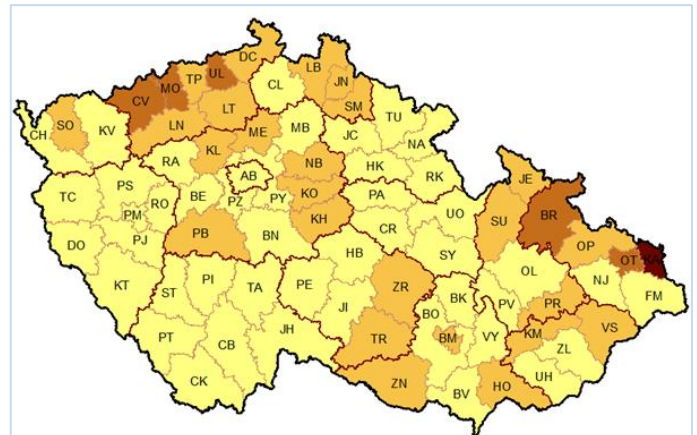 DC
LB
UL
TP
JN
MO
CL
CV
SM
LT
TU
LN
ME
MB
SO
JC
CH
KV
NA
KL
RA
NB
HK
RK
AB
JE
TC
PS
BE
KO
PA
RO
PZ
PY
BR
PM
UO
SU
KH
CR
PB
BN
OP
DO
PJ
HB
SY
OT
KA
OL
KT
ST
PI
TA
PE
ZR
NJ
FM
BK
PV
PR
JI
BO
VS
PT
JH
TR
BM
VY
KM
CB
ZL
CK
ZN
UH
BV
HO